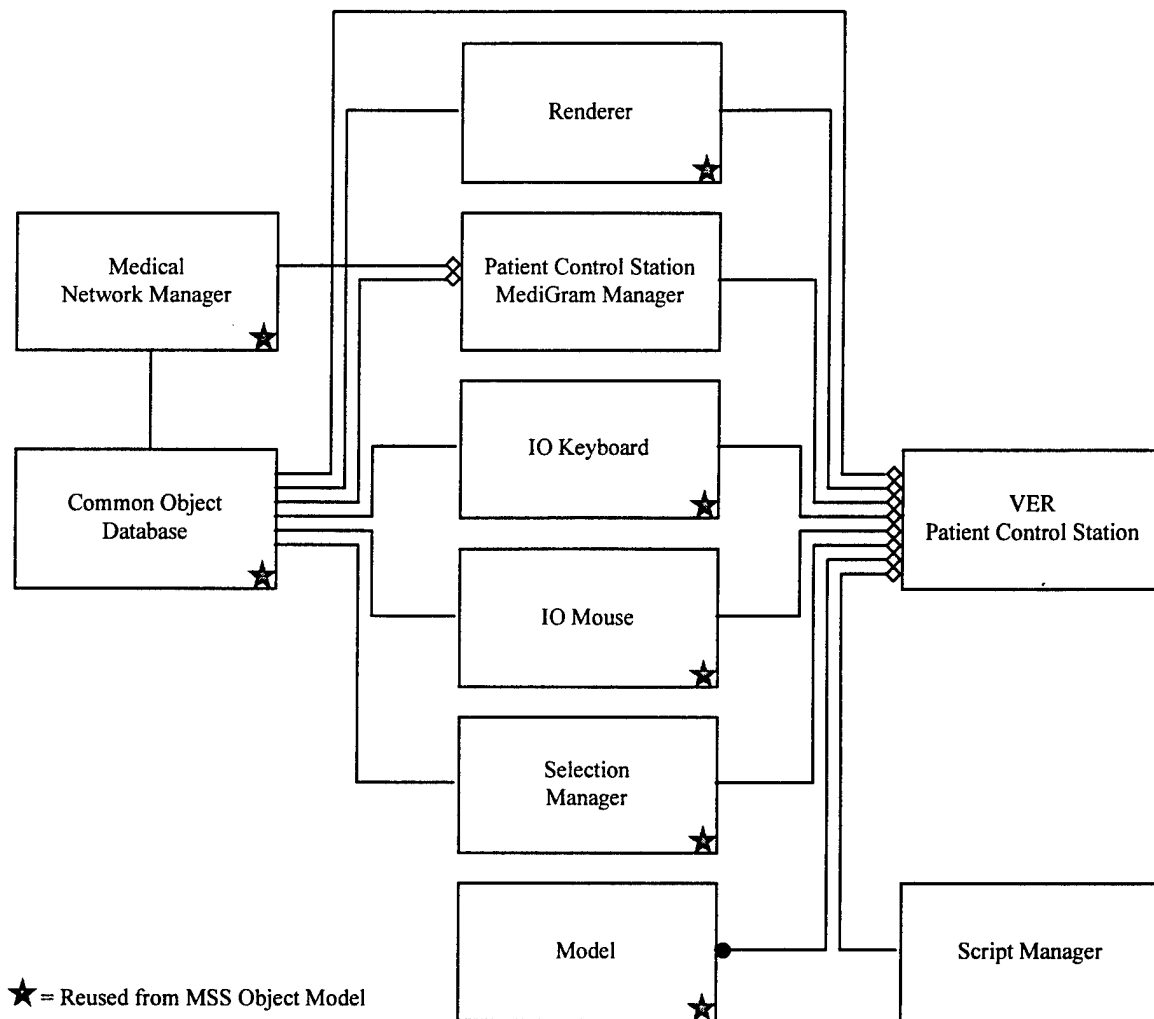 Renderer
Medical
Network Manager
Patient Control Station
MediGram Manager
IO Keyboard
Common Object
Database
VER
Patient Control Station
IO Mouse
Selection
Manager
Model
Script Manager
= Reused from MSS Object Model